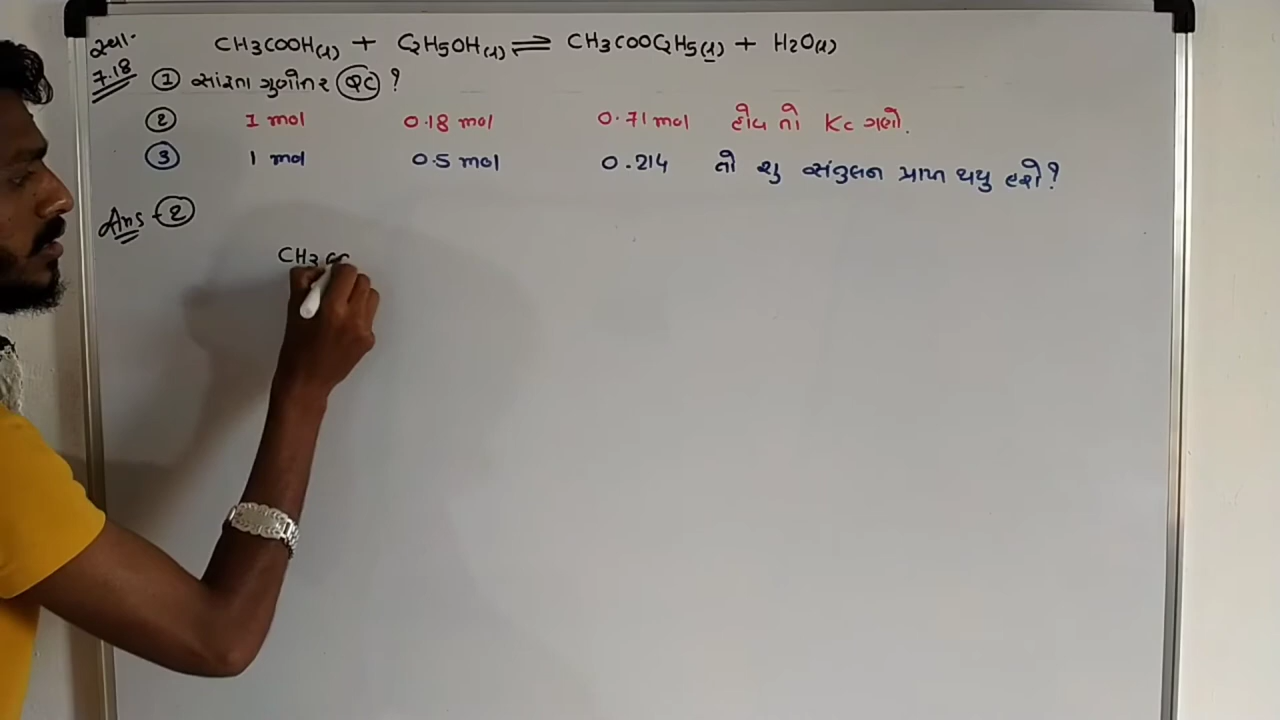 સ્વા.
7.18
CH3COOH(l) + C2H5OH(l) ⇌ CH3COOC2H5(l) + H2O(l)
① સાંદ્રતા ગુણોત્તર QC ?
② 1 mol 0.18 mol 0.71 mol હોય તો Kc ગણો.
③ 1 mol 0.5 mol 0.214 તો શુ સંતુલન પ્રાપ્ત થયુ હશે?
Ans - ②
CH3